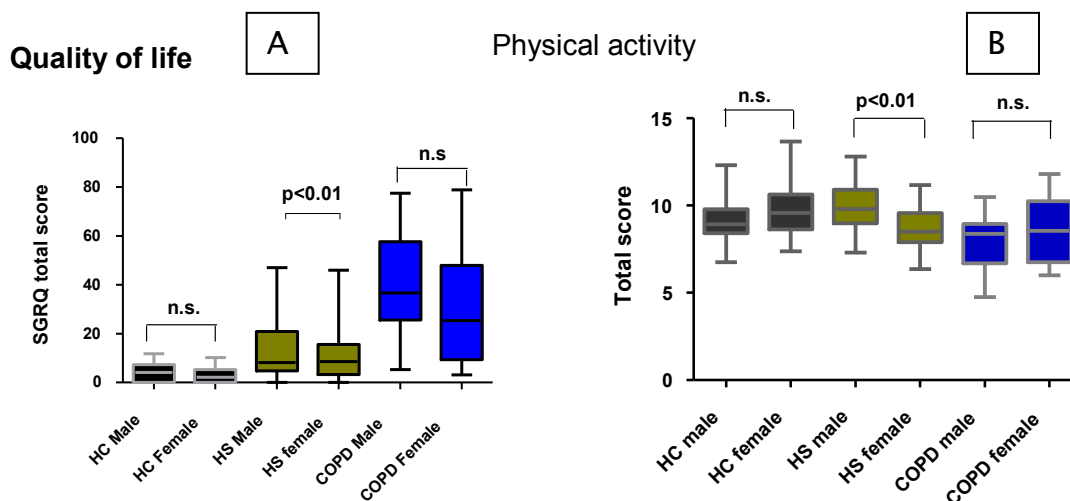 Quality of life
A
SGRQ total score
100
80
60
40
20
0
n.s.
p<0.01
n.s
HC Male
HC Female
HS Male
HS female
COPD Male
COPD Female
Physical activity
B
Total score
15
10
5
0
n.s.
p<0.01
n.s.
HC male
HC female
HS male
HS female
COPD male
COPD female